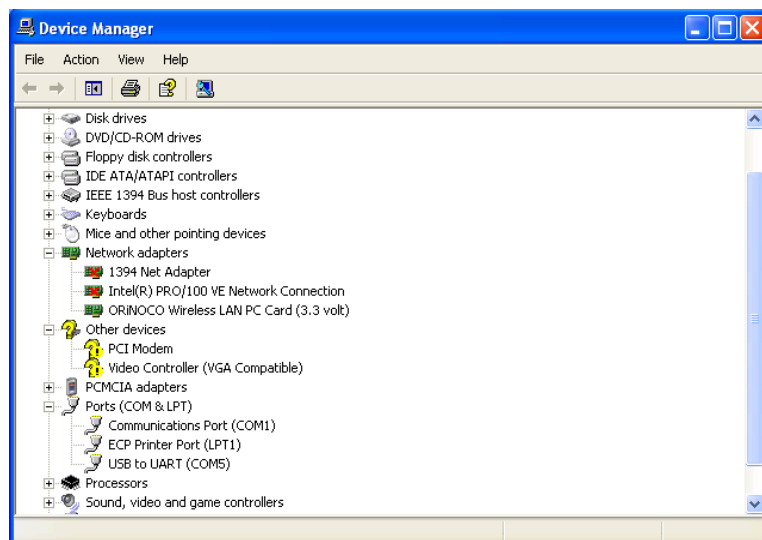 Device Manager
File Action View Help
Disk drives
DVD/CD-ROM drives
Floppy disk controllers
IDE ATA/ATAPI controllers
IEEE 1394 Bus host controllers
Keyboards
Mice and other pointing devices
Network adapters
1394 Net Adapter
Intel(R) PRO/100 VE Network Connection
ORiNOCO Wireless LAN PC Card (3.3 volt)
Other devices
PCI Modem
Video Controller (VGA Compatible)
PCMCIA adapters
Ports (COM & LPT)
Communications Port (COM1)
ECP Printer Port (LPT1)
USB to UART (COM5)
Processors
Sound, video and game controllers